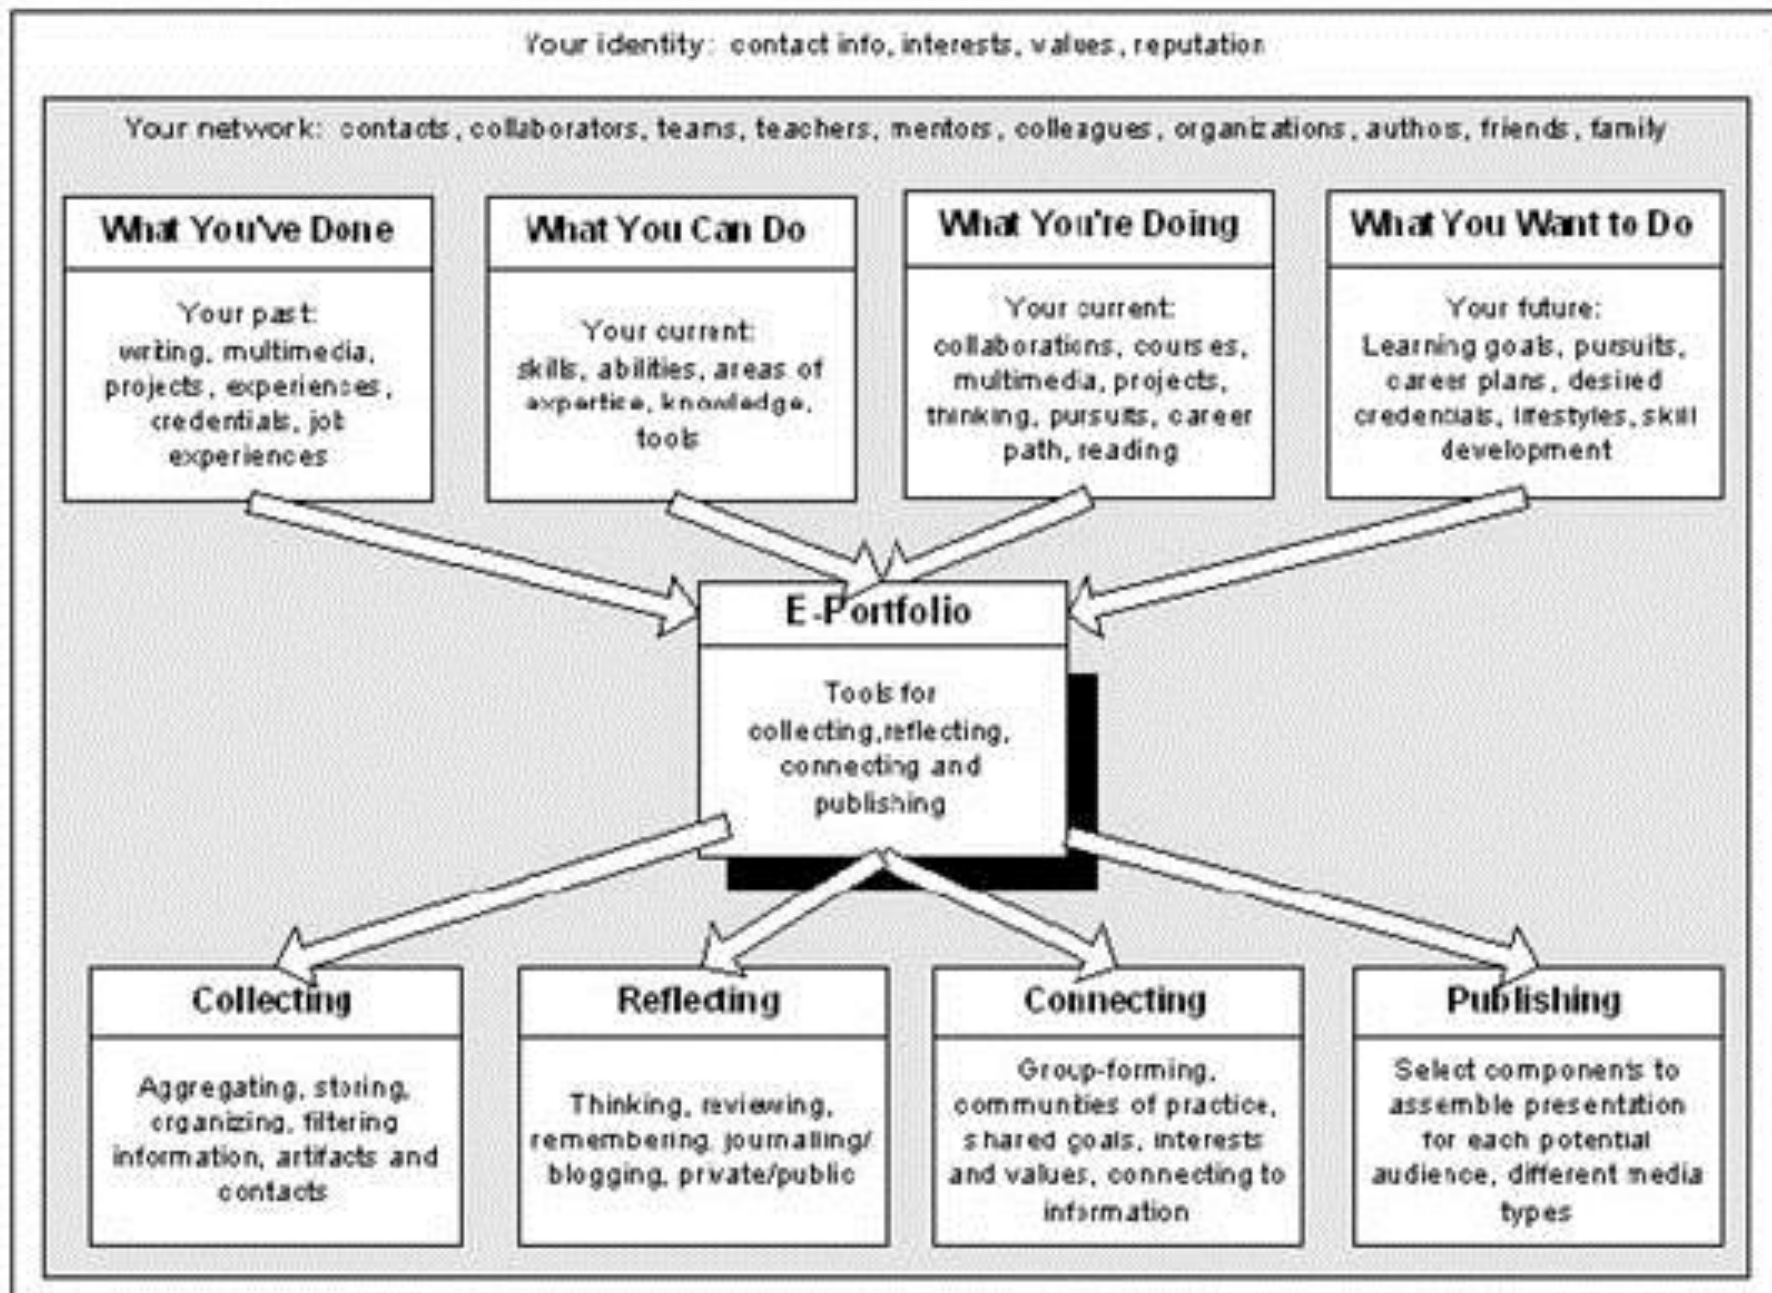 Your identity: contact info, interests, values, reputation
Your network: contacts, collaborators, teams, teachers, mentors, colleagues, organizations, authors, friends, family
What You've Done
Your past:
writing, multimedia,
projects, experiences,
credentials, job
experiences
What You Can Do
Your current:
skills, abilities, areas of
expertise, knowledge,
tools
What You're Doing
Your current:
collaborations, courses,
multimedia, projects,
thinking, pursuits, career
path, reading
What You Want to Do
Your future:
Learning goals, pursuits,
career plans, desired
credentials, lifestyles, skill
development
E-Portfolio
Tools for
collecting,reflecting,
connecting and
publishing
Collecting
Aggregating, storing,
organizing, filtering
information, artifacts and
contacts
Reflecting
Thinking, reviewing,
remembering, journalling/
blogging, private/public
Connecting
Group-forming,
communities of practice,
shared goals, interests
and values, connecting to
information
Publishing
Select components to
assemble presentation
for each potential
audience, different media
types